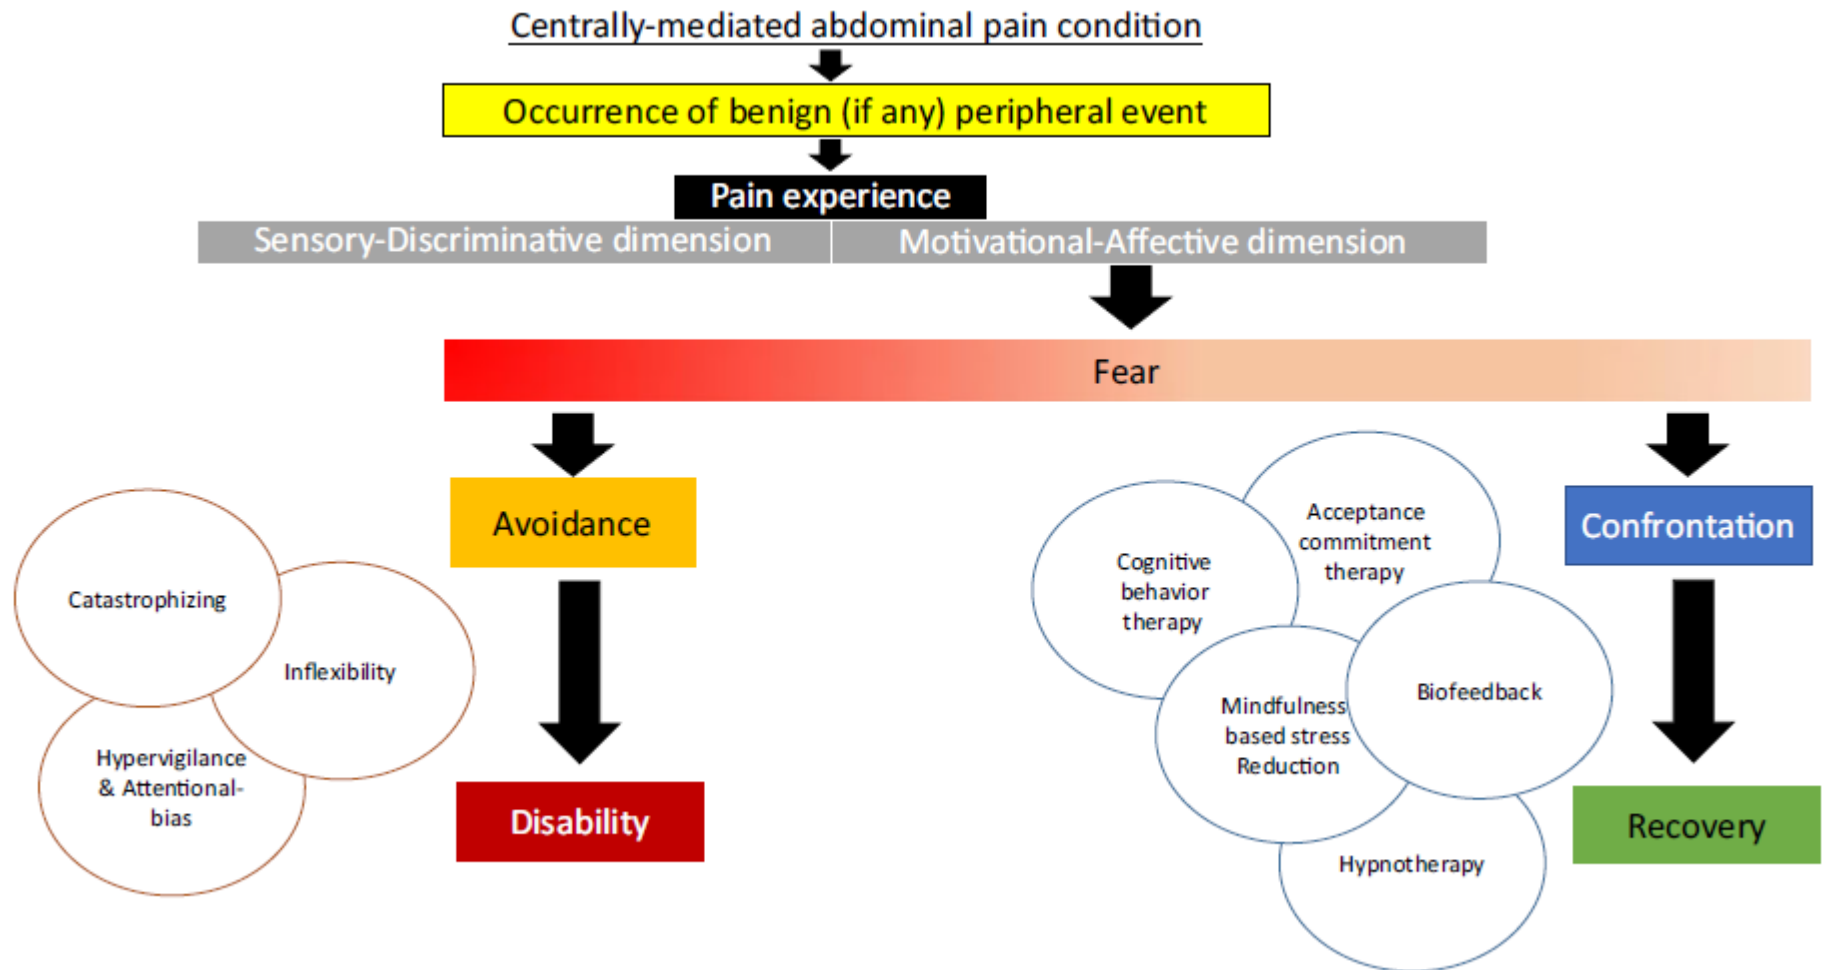 Centrally-mediated abdominal pain condition
Occurrence of benign (if any) peripheral event
Pain experience
Sensory-Discriminative dimension
Motivational-Affective dimension
Fear
Avoidance
Catastrophizing
Inflexibility
Hypervigilance
& Attentional-
bias
Disability
Acceptance
commitment
therapy
Cognitive
behavior
therapy
Mindfulness
based stress
Reduction
Biofeedback
Hypnotherapy
Confrontation
Recovery